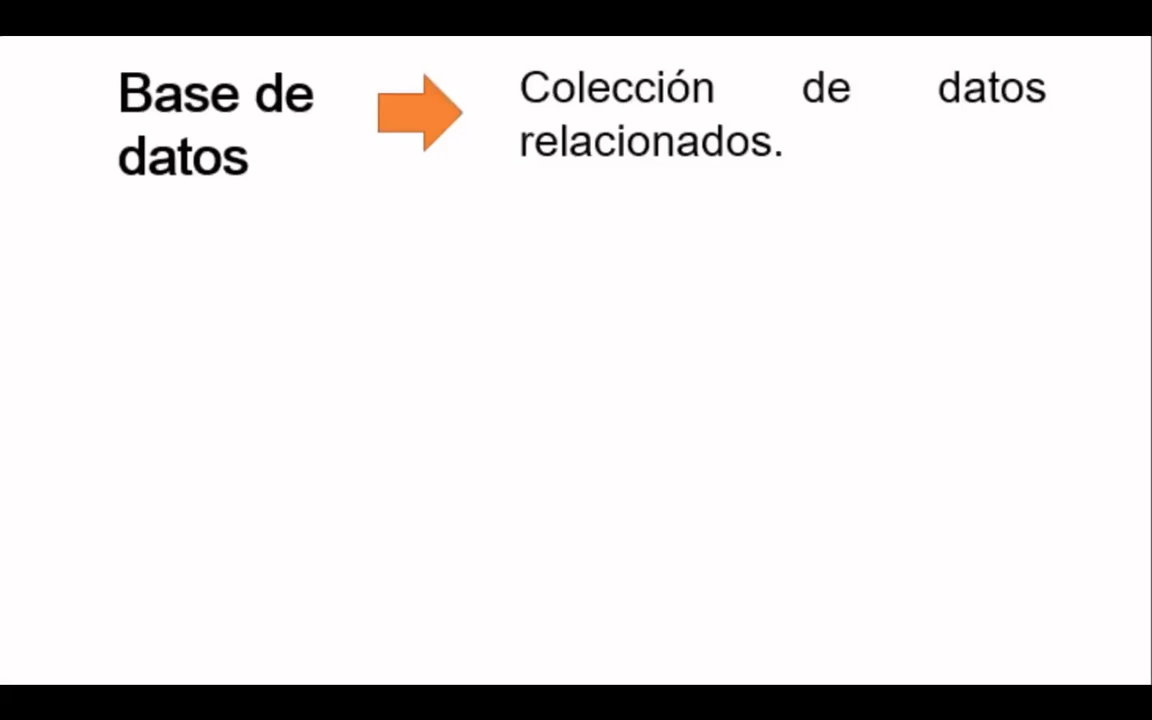 Base de
datos
Colección de datos
relacionados.